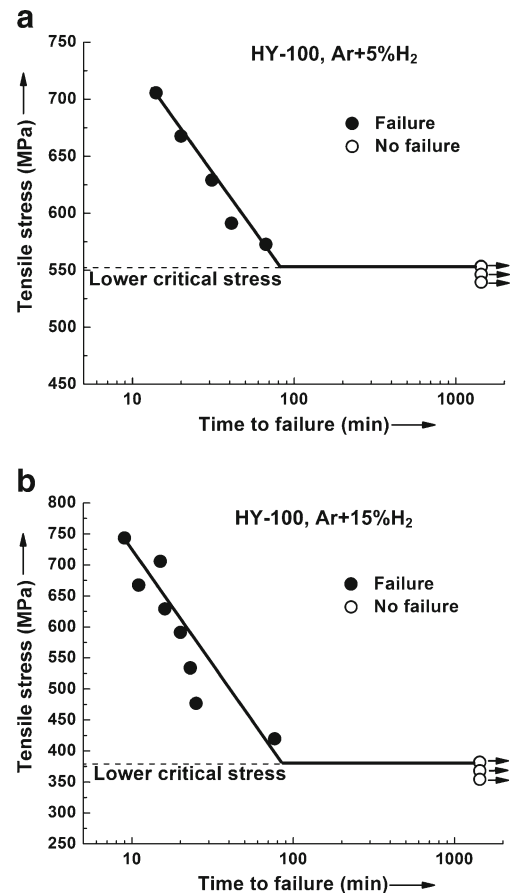 a
HY-100, Ar+5%H₂
Tensile stress (MPa)
750
700
650
600
550
500
450
Failure
No failure
Lower critical stress
10
100
1000
Time to failure (min)
b
HY-100, Ar+15%H₂
Tensile stress (MPa)
800
750
700
650
600
550
500
450
400
350
300
250
Failure
No failure
Lower critical stress
10
100
1000
Time to failure (min)